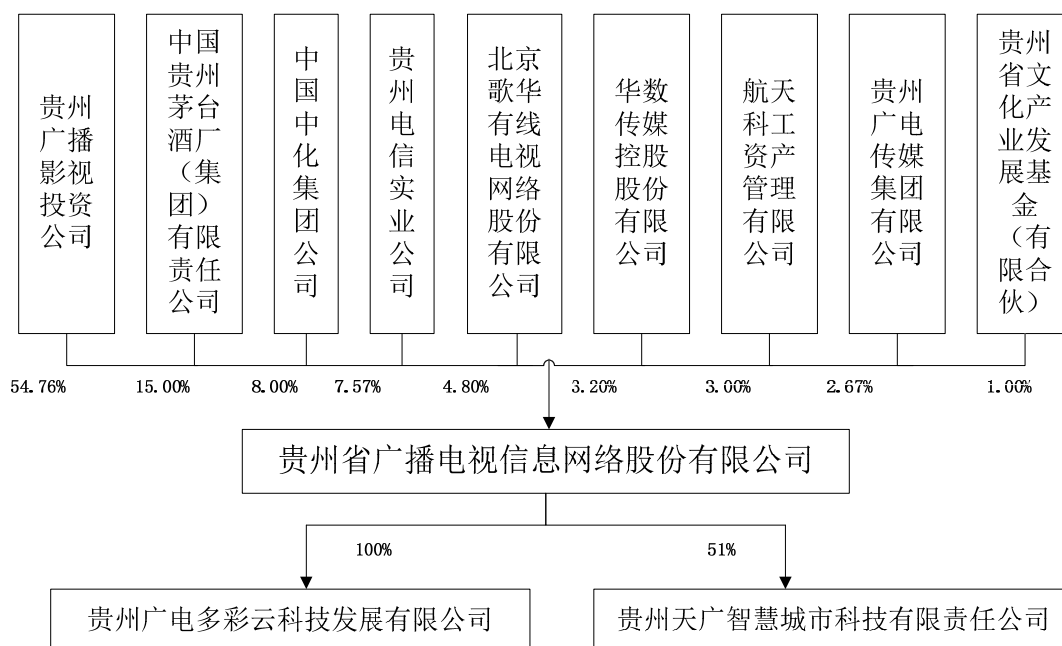 贵州
广播
影视
投资
公司
中国
贵州
茅台
酒厂
（集
团）
有限
责任
公司
中
国
中
化
集
团
公
司
贵
州
电
信
实
业
公
司
北京
歌华
有线
电视
网络
股份
有限
公司
华数
传媒
控股
股份
有限
公司
航天
科工
资产
管理
有限
公司
贵州
广电
传媒
集团
有限
公司
贵州
省文
化产
业发
展基
金
（有
限合
伙）
54.76%
15.00%
8.00%
7.57%
4.80%
3.20%
3.00%
2.67%
1.00%
贵州省广播电视信息网络股份有限公司
100%
51%
贵州广电多彩云科技发展有限公司
贵州天广智慧城市科技有限责任公司